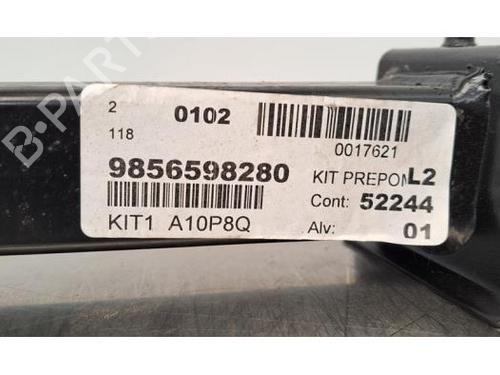 2 0102
118 0017621
9856598280 KIT PREPON L2
Cont: 52244
KIT1 A10P8Q Alv: 01
B-PARTS